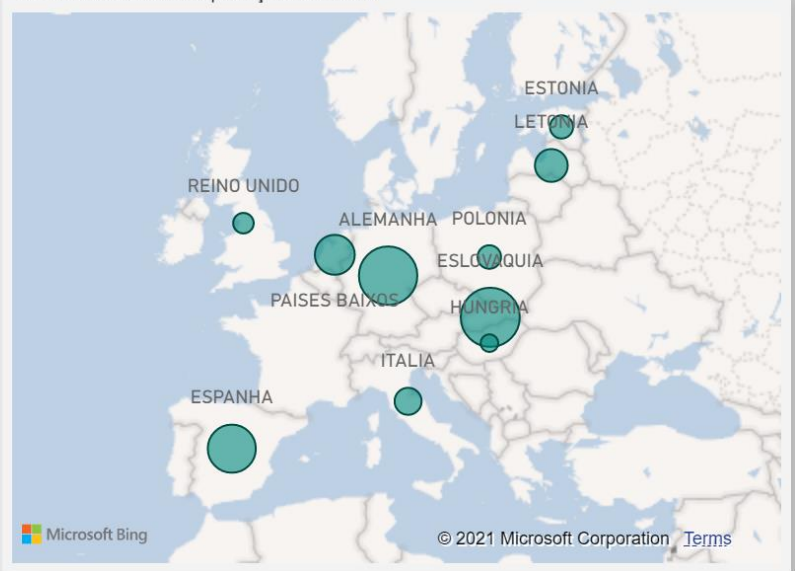 ESTONIA
LETONIA
REINO UNIDO
ALEMANHA
POLONIA
ESLOVAQUIA
PAISES BAIXOS
HUNGRIA
ITALIA
ESPANHA
Microsoft Bing
© 2021 Microsoft Corporation Terms